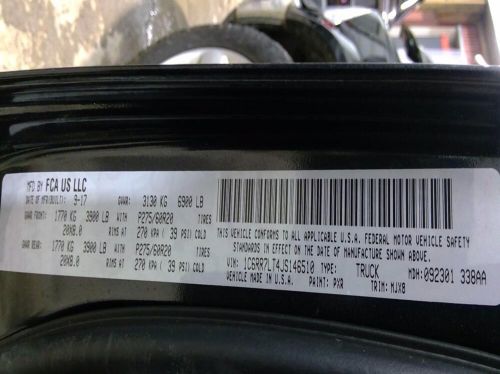 MFD BY FCA US LLC
DATE OF MFR(BUILT): 9-17 GVWR: 3130 KG 6900 LB
GAWR FRONT: 1770 KG 3900 LB WITH P275/60R20 TIRES
20X8.0 RIMS AT 270 KPA ( 39 PSI) COLD
GAWR REAR: 1770 KG 3900 LB WITH P275/60R20 TIRES
20X8.0 RIMS AT 270 KPA ( 39 PSI) COLD
THIS VEHICLE CONFORMS TO ALL APPLICABLE U.S.A. FEDERAL MOTOR VEHICLE SAFETY
STANDARDS IN EFFECT ON THE DATE OF MANUFACTURE SHOWN ABOVE.
VIN: 1C6RR7LT4JS146510 TYPE: TRUCK MDH: 092301 338AA
VEHICLE MADE IN U.S.A. PAINT: PXR TRIM: MJX8